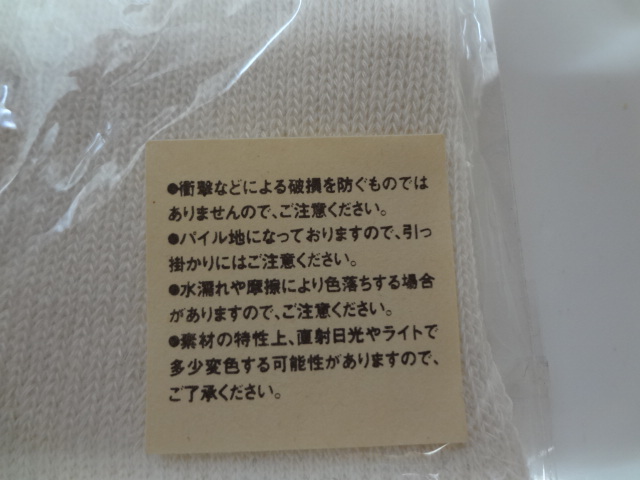 ●衝撃などによる破損を防ぐものでは
ありませんので、ご注意ください。
●パイル地になっておりますので、引っ
掛かりにはご注意ください。
●水漏れや摩擦により色落ちする場合
がありますので、ご注意ください。
●素材の特性上、直射日光やライトで
多少変色する可能性がありますので、
ご了承ください。